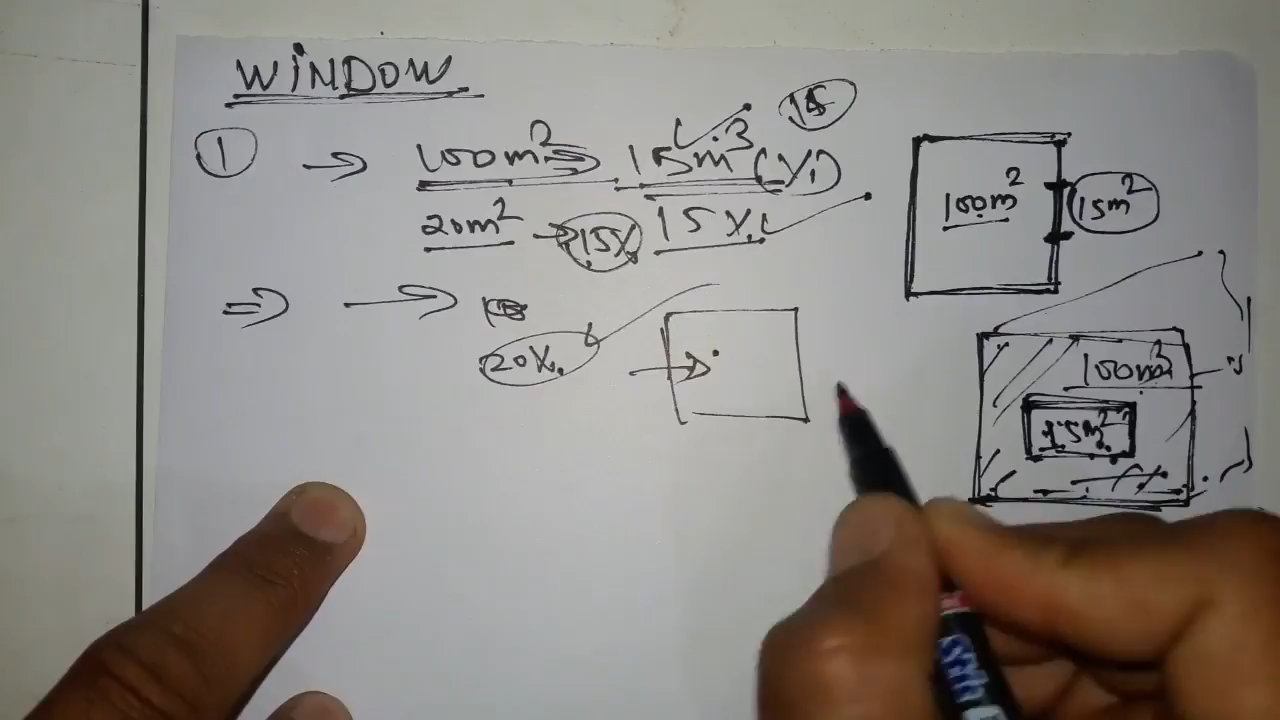 WINDOW
15
① → 100m² → 15m³ (%)
20m² → 15% 15%
⇒ →
20%.
100m²
15m²
100m²
15m²